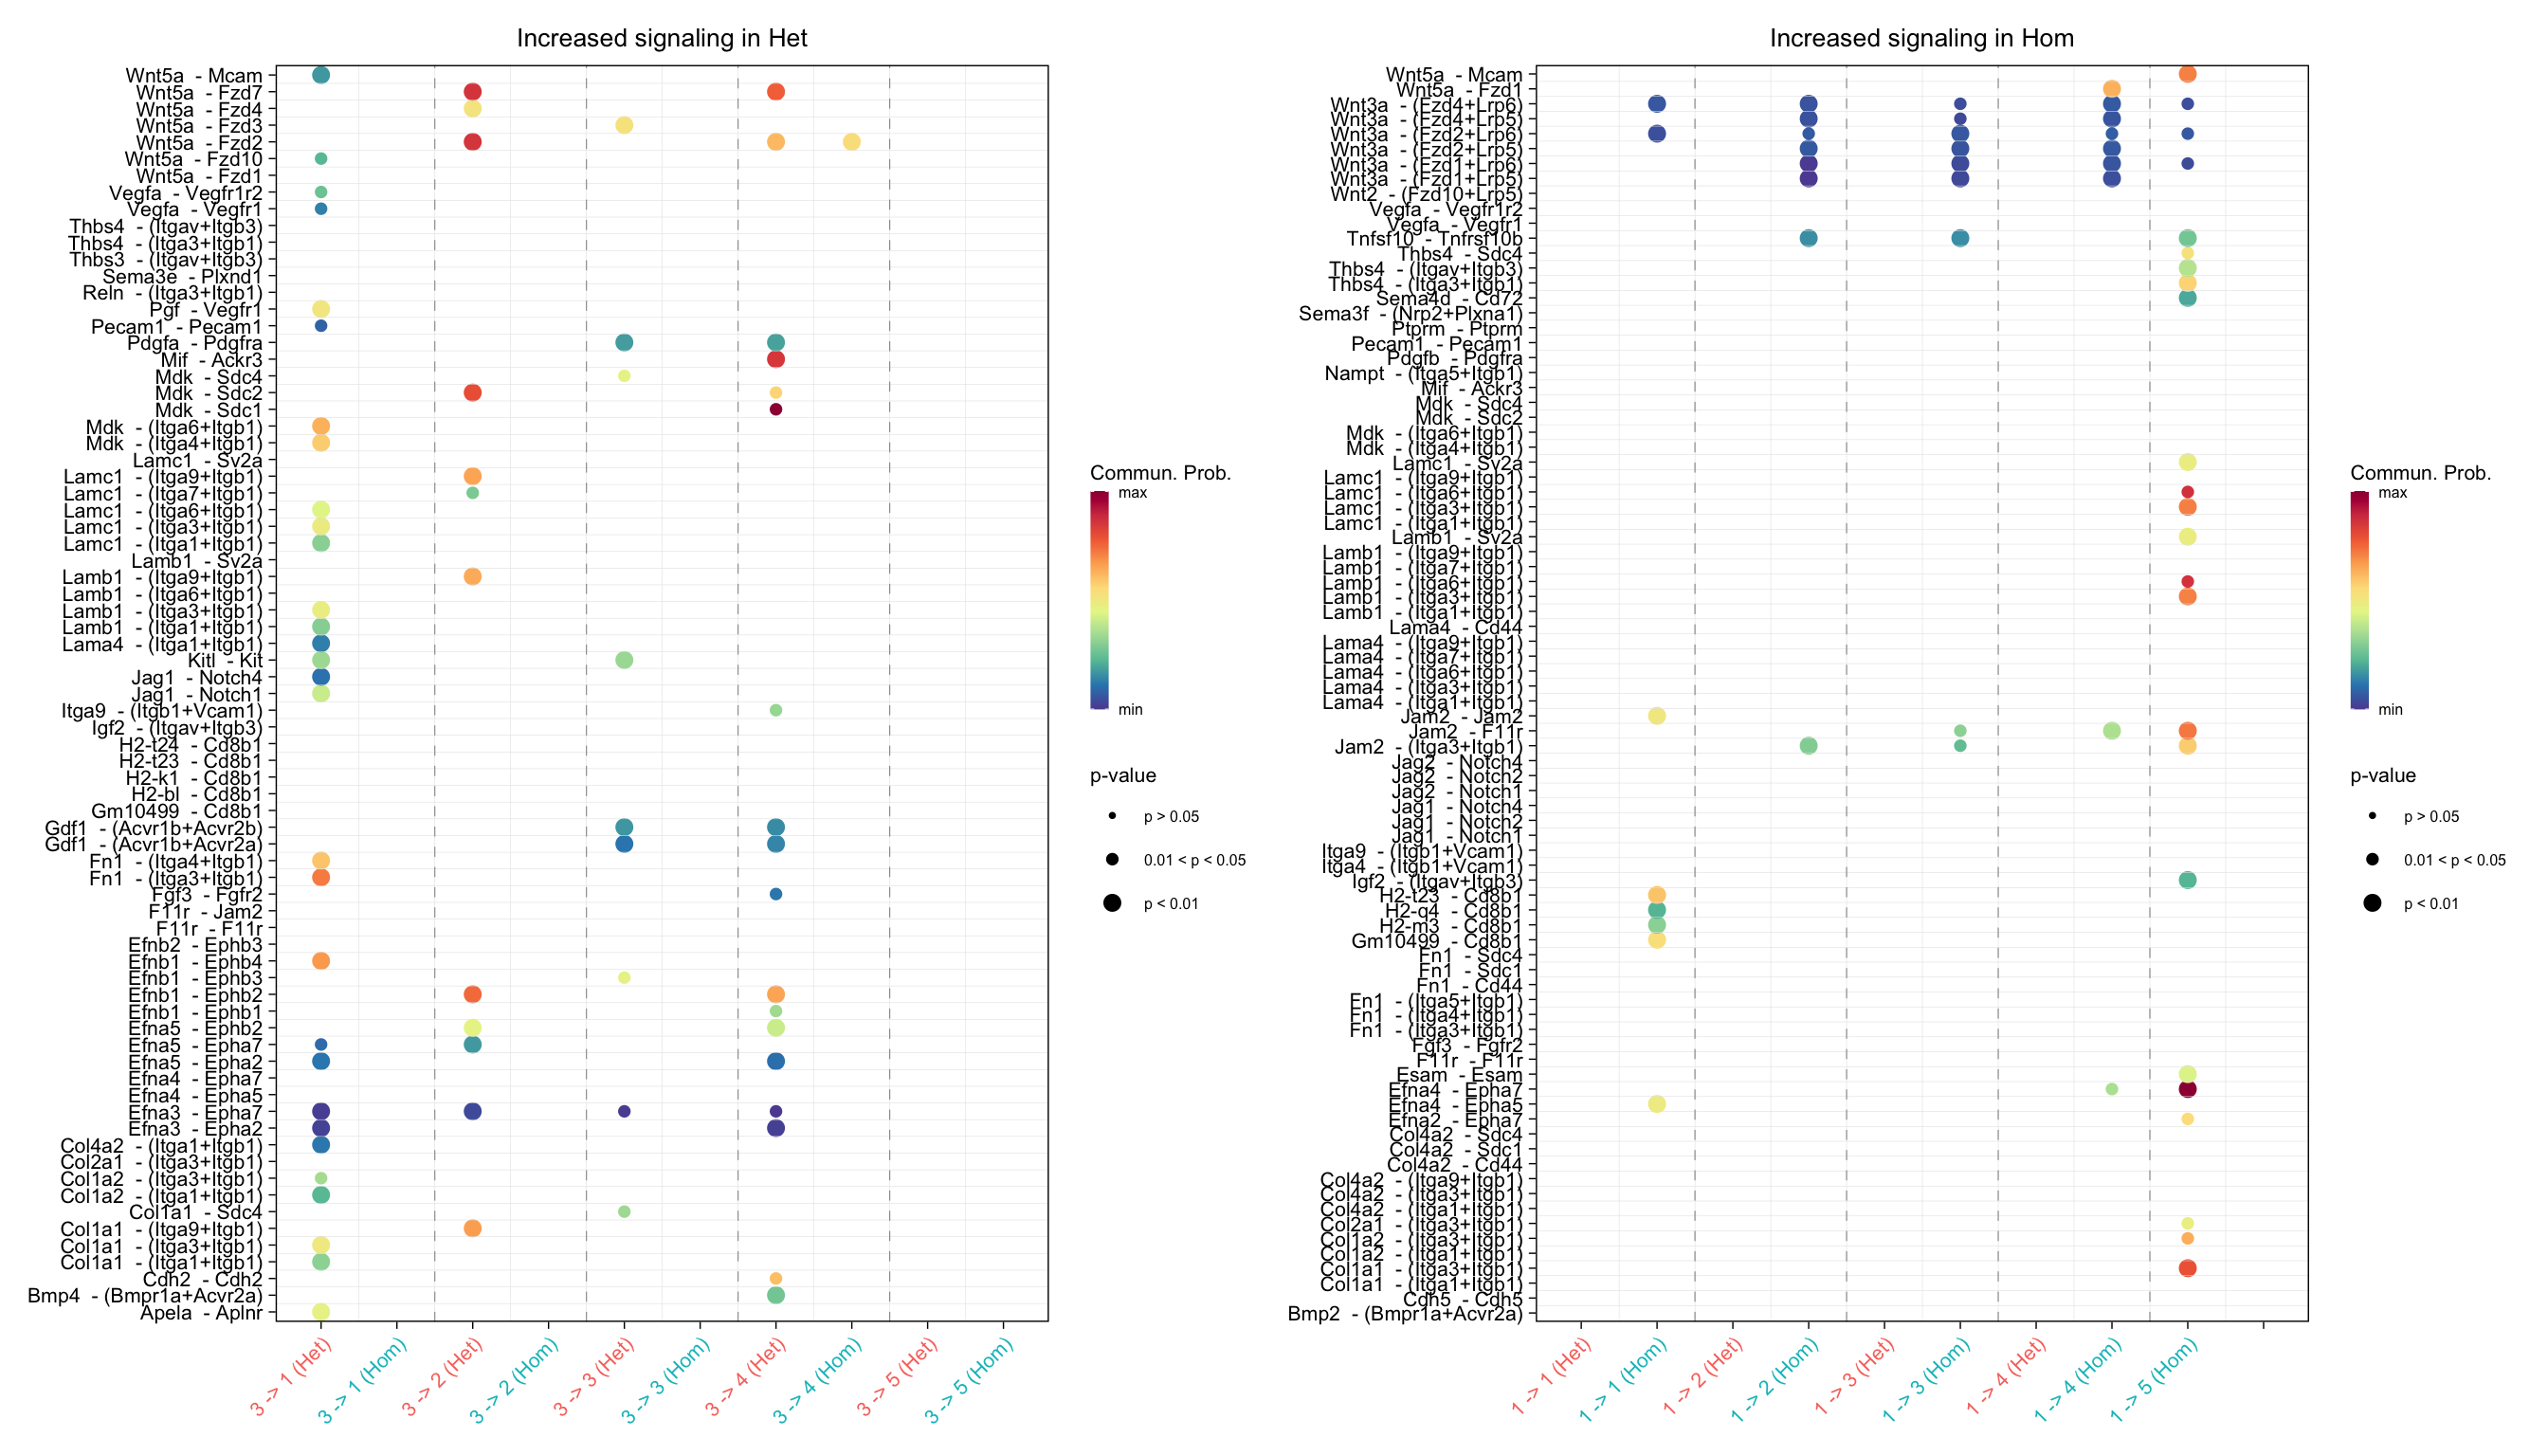 Increased signaling in Het
Wnt5a - Mcam
Wnt5a - Fzd7
Wnt5a - Fzd4
Wnt5a - Fzd3
Wnt5a - Fzd2
Wnt5a - Fzd10
Wnt5a - Fzd1
Vegfa - Vegfr1r2
Vegfa - Vegfr1
Thbs4 - (Itgav+Itgb3)
Thbs4 - (Itga3+Itgb1)
Thbs3 - (Itgav+Itgb3)
Sema3e - Plxnd1
Reln - (Itga3+Itgb1)
Pgf - Vegfr1
Pecam1 - Pecam1
Pdgfa - Pdgfra
Mif - Ackr3
Mdk - Sdc4
Mdk - Sdc2
Mdk - Sdc1
Mdk - (Itga6+Itgb1)
Mdk - (Itga4+Itgb1)
Lamc1 - Sv2a
Lamc1 - (Itga9+Itgb1)
Lamc1 - (Itga7+Itgb1)
Lamc1 - (Itga6+Itgb1)
Lamc1 - (Itga3+Itgb1)
Lamc1 - (Itga1+Itgb1)
Lamb1 - Sv2a
Lamb1 - (Itga9+Itgb1)
Lamb1 - (Itga6+Itgb1)
Lamb1 - (Itga3+Itgb1)
Lamb1 - (Itga1+Itgb1)
Lama4 - (Itga1+Itgb1)
Kitl - Kit
Jag1 - Notch4
Jag1 - Notch1
Itga9 - (Itgb1+Vcam1)
Igf2 - (Itgav+Itgb3)
H2-t24 - Cd8b1
H2-t23 - Cd8b1
H2-k1 - Cd8b1
H2-bl - Cd8b1
Gm10499 - Cd8b1
Gdf1 - (Acvr1b+Acvr2b)
Gdf1 - (Acvr1b+Acvr2a)
Fn1 - (Itga4+Itgb1)
Fn1 - (Itga3+Itgb1)
Fgf3 - Fgfr2
F11r - Jam2
F11r - F11r
Efnb2 - Ephb3
Efnb1 - Ephb4
Efnb1 - Ephb3
Efnb1 - Ephb2
Efnb1 - Ephb1
Efna5 - Ephb2
Efna5 - Epha7
Efna5 - Epha2
Efna4 - Epha7
Efna4 - Epha5
Efna3 - Epha7
Efna3 - Epha2
Col4a2 - (Itga1+Itgb1)
Col2a1 - (Itga3+Itgb1)
Col1a2 - (Itga3+Itgb1)
Col1a2 - (Itga1+Itgb1)
Col1a1 - Sdc4
Col1a1 - (Itga9+Itgb1)
Col1a1 - (Itga3+Itgb1)
Col1a1 - (Itga1+Itgb1)
Cdh2 - Cdh2
Bmp4 - (Bmpr1a+Acvr2a)
Apela - Aplnr
3 -> 1 (Het)
3 -> 1 (Hom)
3 -> 2 (Het)
3 -> 2 (Hom)
3 -> 3 (Het)
3 -> 3 (Hom)
3 -> 4 (Het)
3 -> 4 (Hom)
3 -> 5 (Het)
3 -> 5 (Hom)
Commun. Prob.
max
min
p-value
p > 0.05
0.01 < p < 0.05
p < 0.01
Increased signaling in Hom
Wnt5a - Mcam
Wnt5a - Fzd1
Wnt3a - (Fzd4+Lrp6)
Wnt3a - (Fzd4+Lrp5)
Wnt3a - (Fzd2+Lrp6)
Wnt3a - (Fzd2+Lrp5)
Wnt3a - (Fzd1+Lrp6)
Wnt3a - (Fzd1+Lrp5)
Wnt2 - (Fzd10+Lrp5)
Vegfa - Vegfr1r2
Vegfa - Vegfr1
Tnfsf10 - Tnfrsf10b
Thbs4 - Sdc4
Thbs4 - (Itgav+Itgb3)
Thbs4 - (Itga3+Itgb1)
Sema4d - Cd72
Sema3f - (Nrp2+Plxna1)
Ptprm - Ptprm
Pecam1 - Pecam1
Pdgfb - Pdgfra
Nampt - (Itga5+Itgb1)
Mif - Ackr3
Mdk - Sdc4
Mdk - Sdc2
Mdk - (Itga6+Itgb1)
Mdk - (Itga4+Itgb1)
Lamc1 - Sv2a
Lamc1 - (Itga9+Itgb1)
Lamc1 - (Itga6+Itgb1)
Lamc1 - (Itga3+Itgb1)
Lamc1 - (Itga1+Itgb1)
Lamb1 - Sv2a
Lamb1 - (Itga9+Itgb1)
Lamb1 - (Itga7+Itgb1)
Lamb1 - (Itga6+Itgb1)
Lamb1 - (Itga3+Itgb1)
Lamb1 - (Itga1+Itgb1)
Lama4 - Cd44
Lama4 - (Itga9+Itgb1)
Lama4 - (Itga7+Itgb1)
Lama4 - (Itga6+Itgb1)
Lama4 - (Itga3+Itgb1)
Lama4 - (Itga1+Itgb1)
Jam2 - Jam2
Jam2 - F11r
Jam2 - (Itga3+Itgb1)
Jag2 - Notch4
Jag2 - Notch2
Jag2 - Notch1
Jag1 - Notch4
Jag1 - Notch2
Jag1 - Notch1
Itga9 - (Itgb1+Vcam1)
Itga4 - (Itgb1+Vcam1)
Igf2 - (Itgav+Itgb3)
H2-t23 - Cd8b1
H2-q4 - Cd8b1
H2-m3 - Cd8b1
Gm10499 - Cd8b1
Fn1 - Sdc4
Fn1 - Sdc1
Fn1 - Cd44
Fn1 - (Itga5+Itgb1)
Fn1 - (Itga4+Itgb1)
Fn1 - (Itga3+Itgb1)
Fgf3 - Fgfr2
F11r - F11r
Esam - Esam
Efna4 - Epha7
Efna4 - Epha5
Efna2 - Epha7
Col4a2 - Sdc4
Col4a2 - Sdc1
Col4a2 - Cd44
Col4a2 - (Itga9+Itgb1)
Col4a2 - (Itga3+Itgb1)
Col4a2 - (Itga1+Itgb1)
Col2a1 - (Itga3+Itgb1)
Col1a2 - (Itga3+Itgb1)
Col1a2 - (Itga1+Itgb1)
Col1a1 - (Itga3+Itgb1)
Col1a1 - (Itga1+Itgb1)
Cdh5 - Cdh5
Bmp2 - (Bmpr1a+Acvr2a)
1 -> 1 (Het)
1 -> 1 (Hom)
1 -> 2 (Het)
1 -> 2 (Hom)
1 -> 3 (Het)
1 -> 3 (Hom)
1 -> 4 (Het)
1 -> 4 (Hom)
1 -> 5 (Hom)
Commun. Prob.
max
min
p-value
p > 0.05
0.01 < p < 0.05
p < 0.01